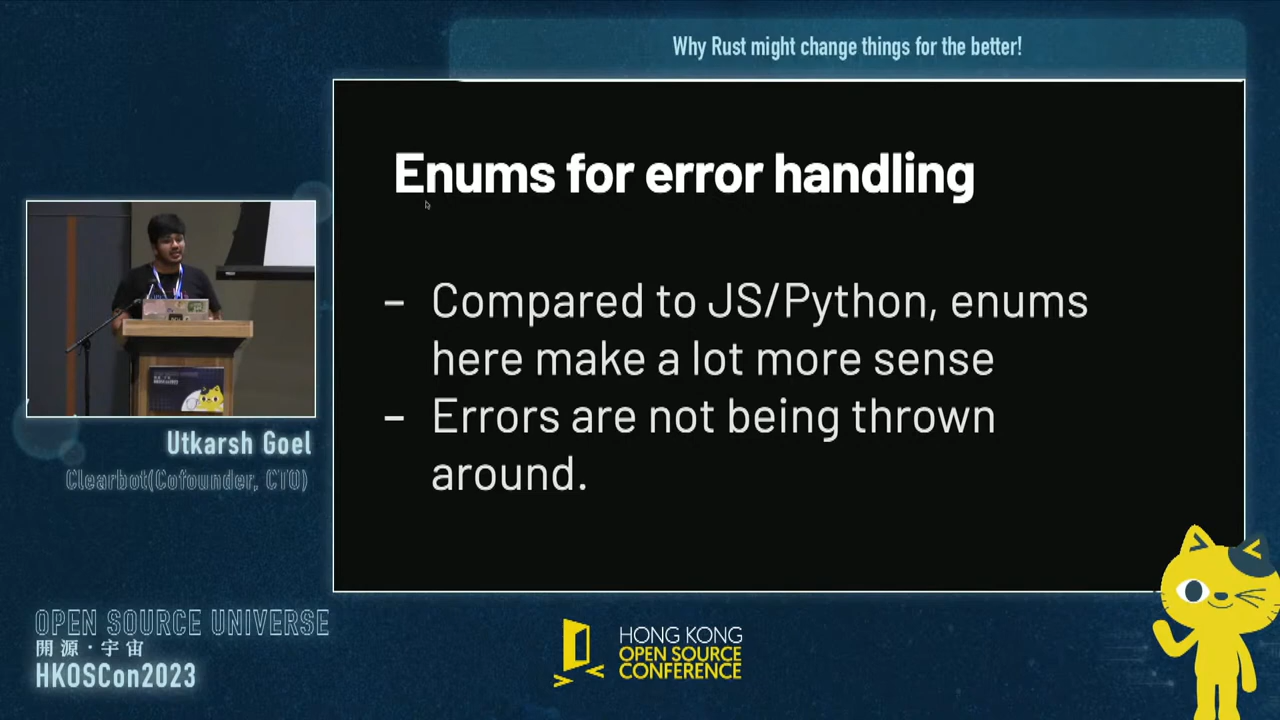 Why Rust might change things for the better!
Enums for error handling
– Compared to JS/Python, enums
here make a lot more sense
– Errors are not being thrown
around.
Utkarsh Goel
Clearbot(Cofounder, CTO)
OPEN SOURCE UNIVERSE
開源·宇宙
HKOSCon2023
HONG KONG
OPEN SOURCE
CONFERENCE